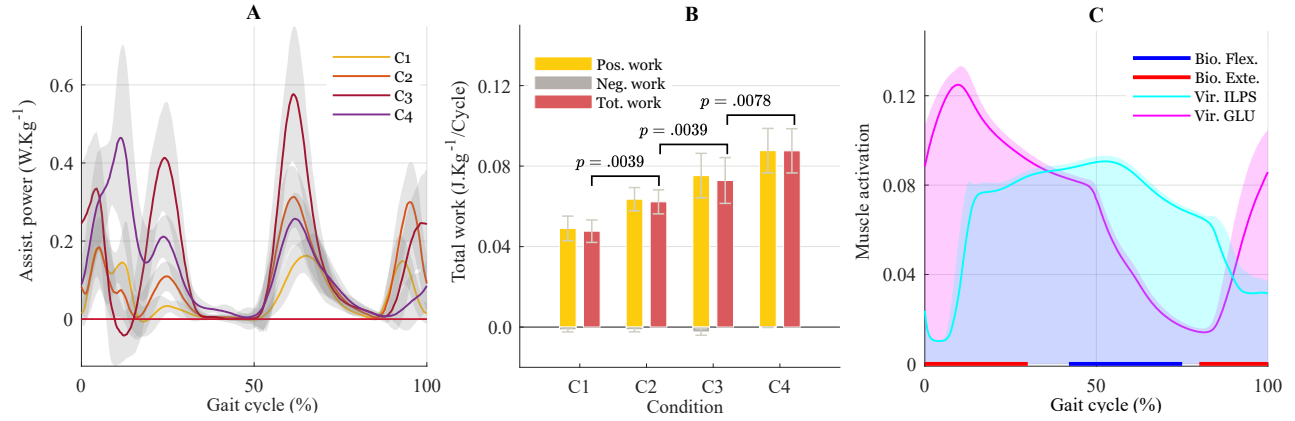 A
Assist. power (W.Kg⁻¹)
0.6
0.4
0.2
0
C1
C2
C3
C4
0
50
100
Gait cycle (%)
B
Total work (J.Kg⁻¹/Cycle)
0.12
0.08
0.04
0.0
Pos. work
Neg. work
Tot. work
p = .0078
p = .0039
p = .0039
C1
C2
C3
C4
Condition
C
Muscle activation
0.12
0.08
0.04
0
Bio. Flex.
Bio. Exte.
Vir. ILPS
Vir. GLU
0
50
100
Gait cycle (%)